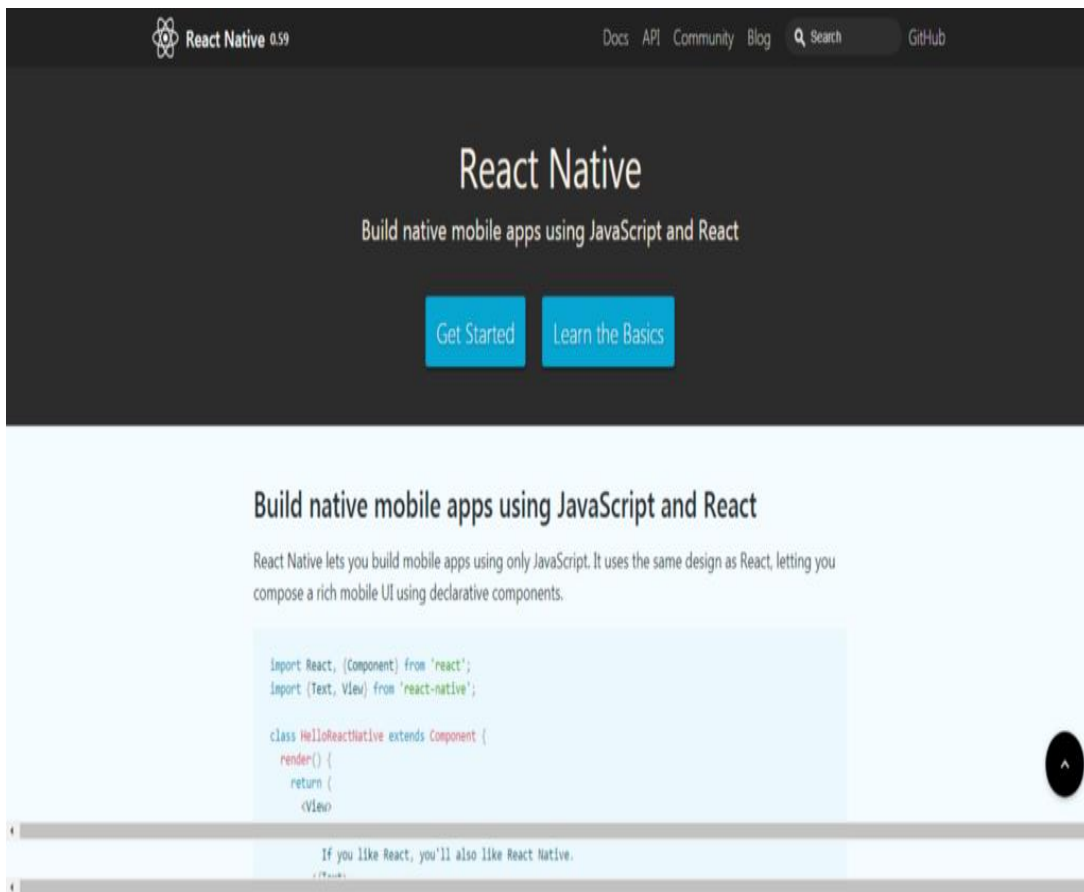 React Native 0.59 Docs API Community Blog Search GitHub
React Native
Build native mobile apps using JavaScript and React
Get Started Learn the Basics
Build native mobile apps using JavaScript and React
React Native lets you build mobile apps using only JavaScript. It uses the same design as React, letting you
compose a rich mobile UI using declarative components.
import React, {Component} from 'react';
import {Text, View} from 'react-native';
class HelloReactNative extends Component {
render() {
return (
<View>
If you like React, you'll also like React Native.
</Text>